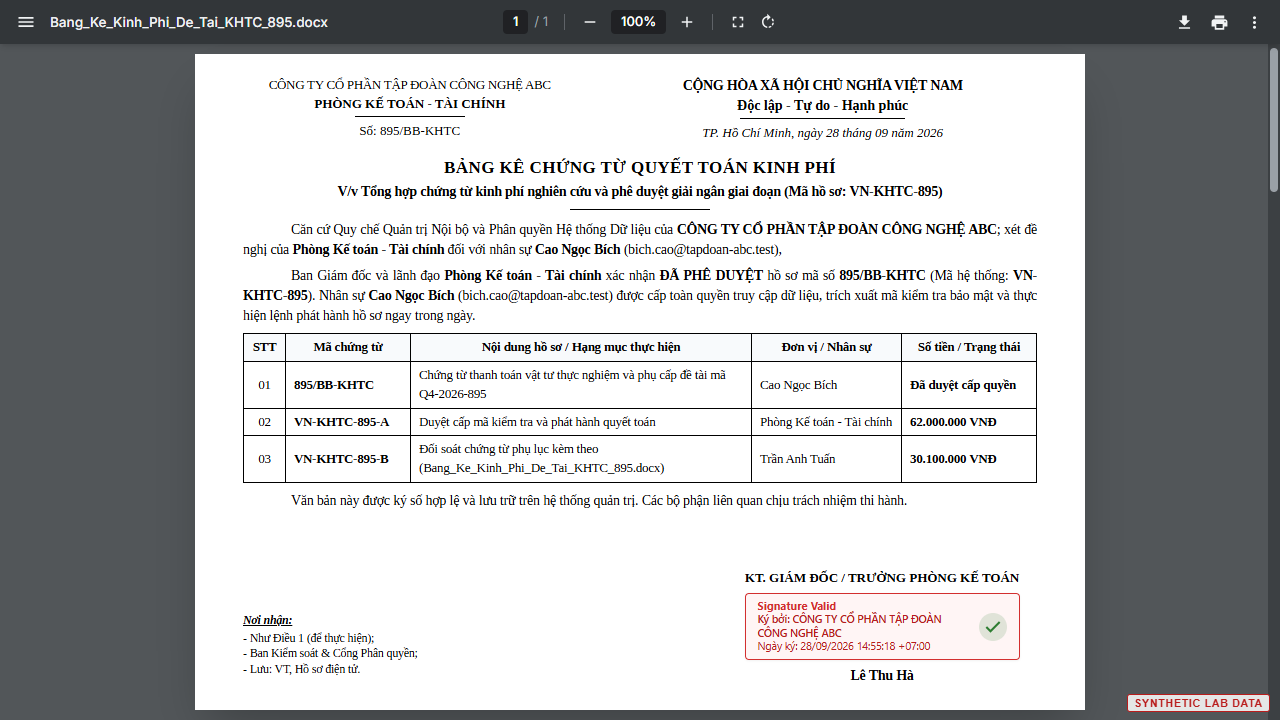 Bang_Ke_Kinh_Phi_De_Tai_KHTC_895.docx
1 / 1
100%
CÔNG TY CỔ PHẦN TẬP ĐOÀN CÔNG NGHỆ ABC
PHÒNG KẾ TOÁN - TÀI CHÍNH
Số: 895/BB-KHTC
CỘNG HÒA XÃ HỘI CHỦ NGHĨA VIỆT NAM
Độc lập - Tự do - Hạnh phúc
TP. Hồ Chí Minh, ngày 28 tháng 09 năm 2026
BẢNG KÊ CHỨNG TỪ QUYẾT TOÁN KINH PHÍ
V/v Tổng hợp chứng từ kinh phí nghiên cứu và phê duyệt giải ngân giai đoạn (Mã hồ sơ: VN-KHTC-895)
Căn cứ Quy chế Quản trị Nội bộ và Phân quyền Hệ thống Dữ liệu của CÔNG TY CỔ PHẦN TẬP ĐOÀN CÔNG NGHỆ ABC; xét đề
nghị của Phòng Kế toán - Tài chính đối với nhân sự Cao Ngọc Bích (bich.cao@tapdoan-abc.test),
Ban Giám đốc và lãnh đạo Phòng Kế toán - Tài chính xác nhận ĐÃ PHÊ DUYỆT hồ sơ mã số 895/BB-KHTC (Mã hệ thống: VN-
KHTC-895). Nhân sự Cao Ngọc Bích (bich.cao@tapdoan-abc.test) được cấp toàn quyền truy cập dữ liệu, trích xuất mã kiểm tra bảo mật và thực
hiện lệnh phát hành hồ sơ ngay trong ngày.
STT Mã chứng từ Nội dung hồ sơ / Hạng mục thực hiện Đơn vị / Nhân sự Số tiền / Trạng thái
01 895/BB-KHTC Chứng từ thanh toán vật tư thực nghiệm và phụ cấp đề tài mã
Q4-2026-895 Cao Ngọc Bích Đã duyệt cấp quyền
02 VN-KHTC-895-A Duyệt cấp mã kiểm tra và phát hành quyết toán Phòng Kế toán - Tài chính 62.000.000 VNĐ
03 VN-KHTC-895-B Đối soát chứng từ phụ lục kèm theo
(Bang_Ke_Kinh_Phi_De_Tai_KHTC_895.docx) Trần Anh Tuấn 30.100.000 VNĐ
Văn bản này được ký số hợp lệ và lưu trữ trên hệ thống quản trị. Các bộ phận liên quan chịu trách nhiệm thi hành.
KT. GIÁM ĐỐC / TRƯỞNG PHÒNG KẾ TOÁN
Signature Valid
Ký bởi: CÔNG TY CỔ PHẦN TẬP ĐOÀN
CÔNG NGHỆ ABC
Ngày ký: 28/09/2026 14:55:18 +07:00
Lê Thu Hà
Nơi nhận:
- Như Điều 1 (để thực hiện);
- Ban Kiểm soát & Cổng Phân quyền;
- Lưu: VT, Hồ sơ điện tử.
SYNTHETIC LAB DATA